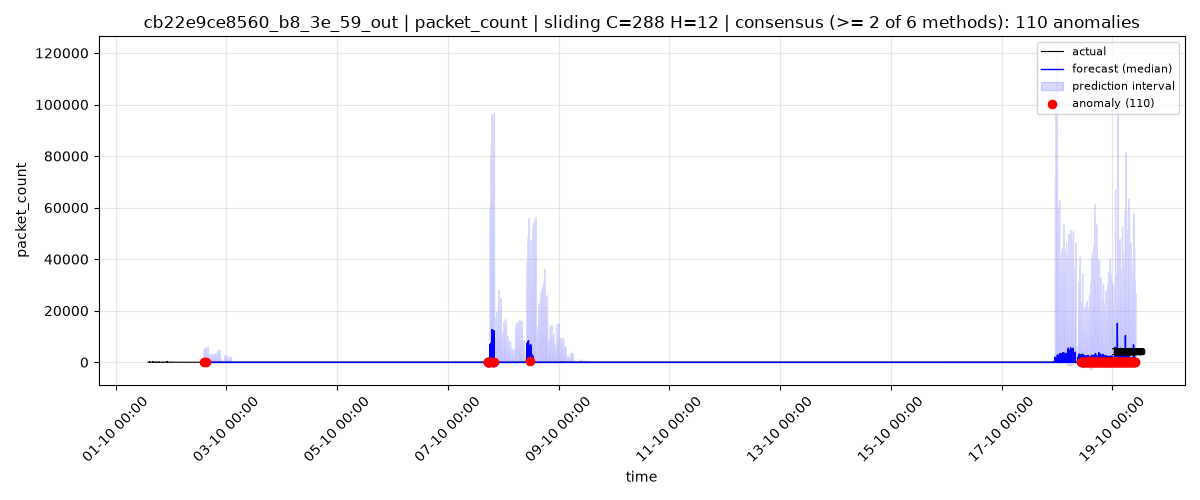 cb22e9ce8560_b8_3e_59_out | packet_count | sliding C=288 H=12 | consensus (>= 2 of 6 methods): 110 anomalies
120000
100000
80000
60000
40000
20000
0
packet_count
actual
forecast (median)
prediction interval
anomaly (110)
01-10 00:00
03-10 00:00
05-10 00:00
07-10 00:00
09-10 00:00
11-10 00:00
13-10 00:00
15-10 00:00
17-10 00:00
19-10 00:00
time